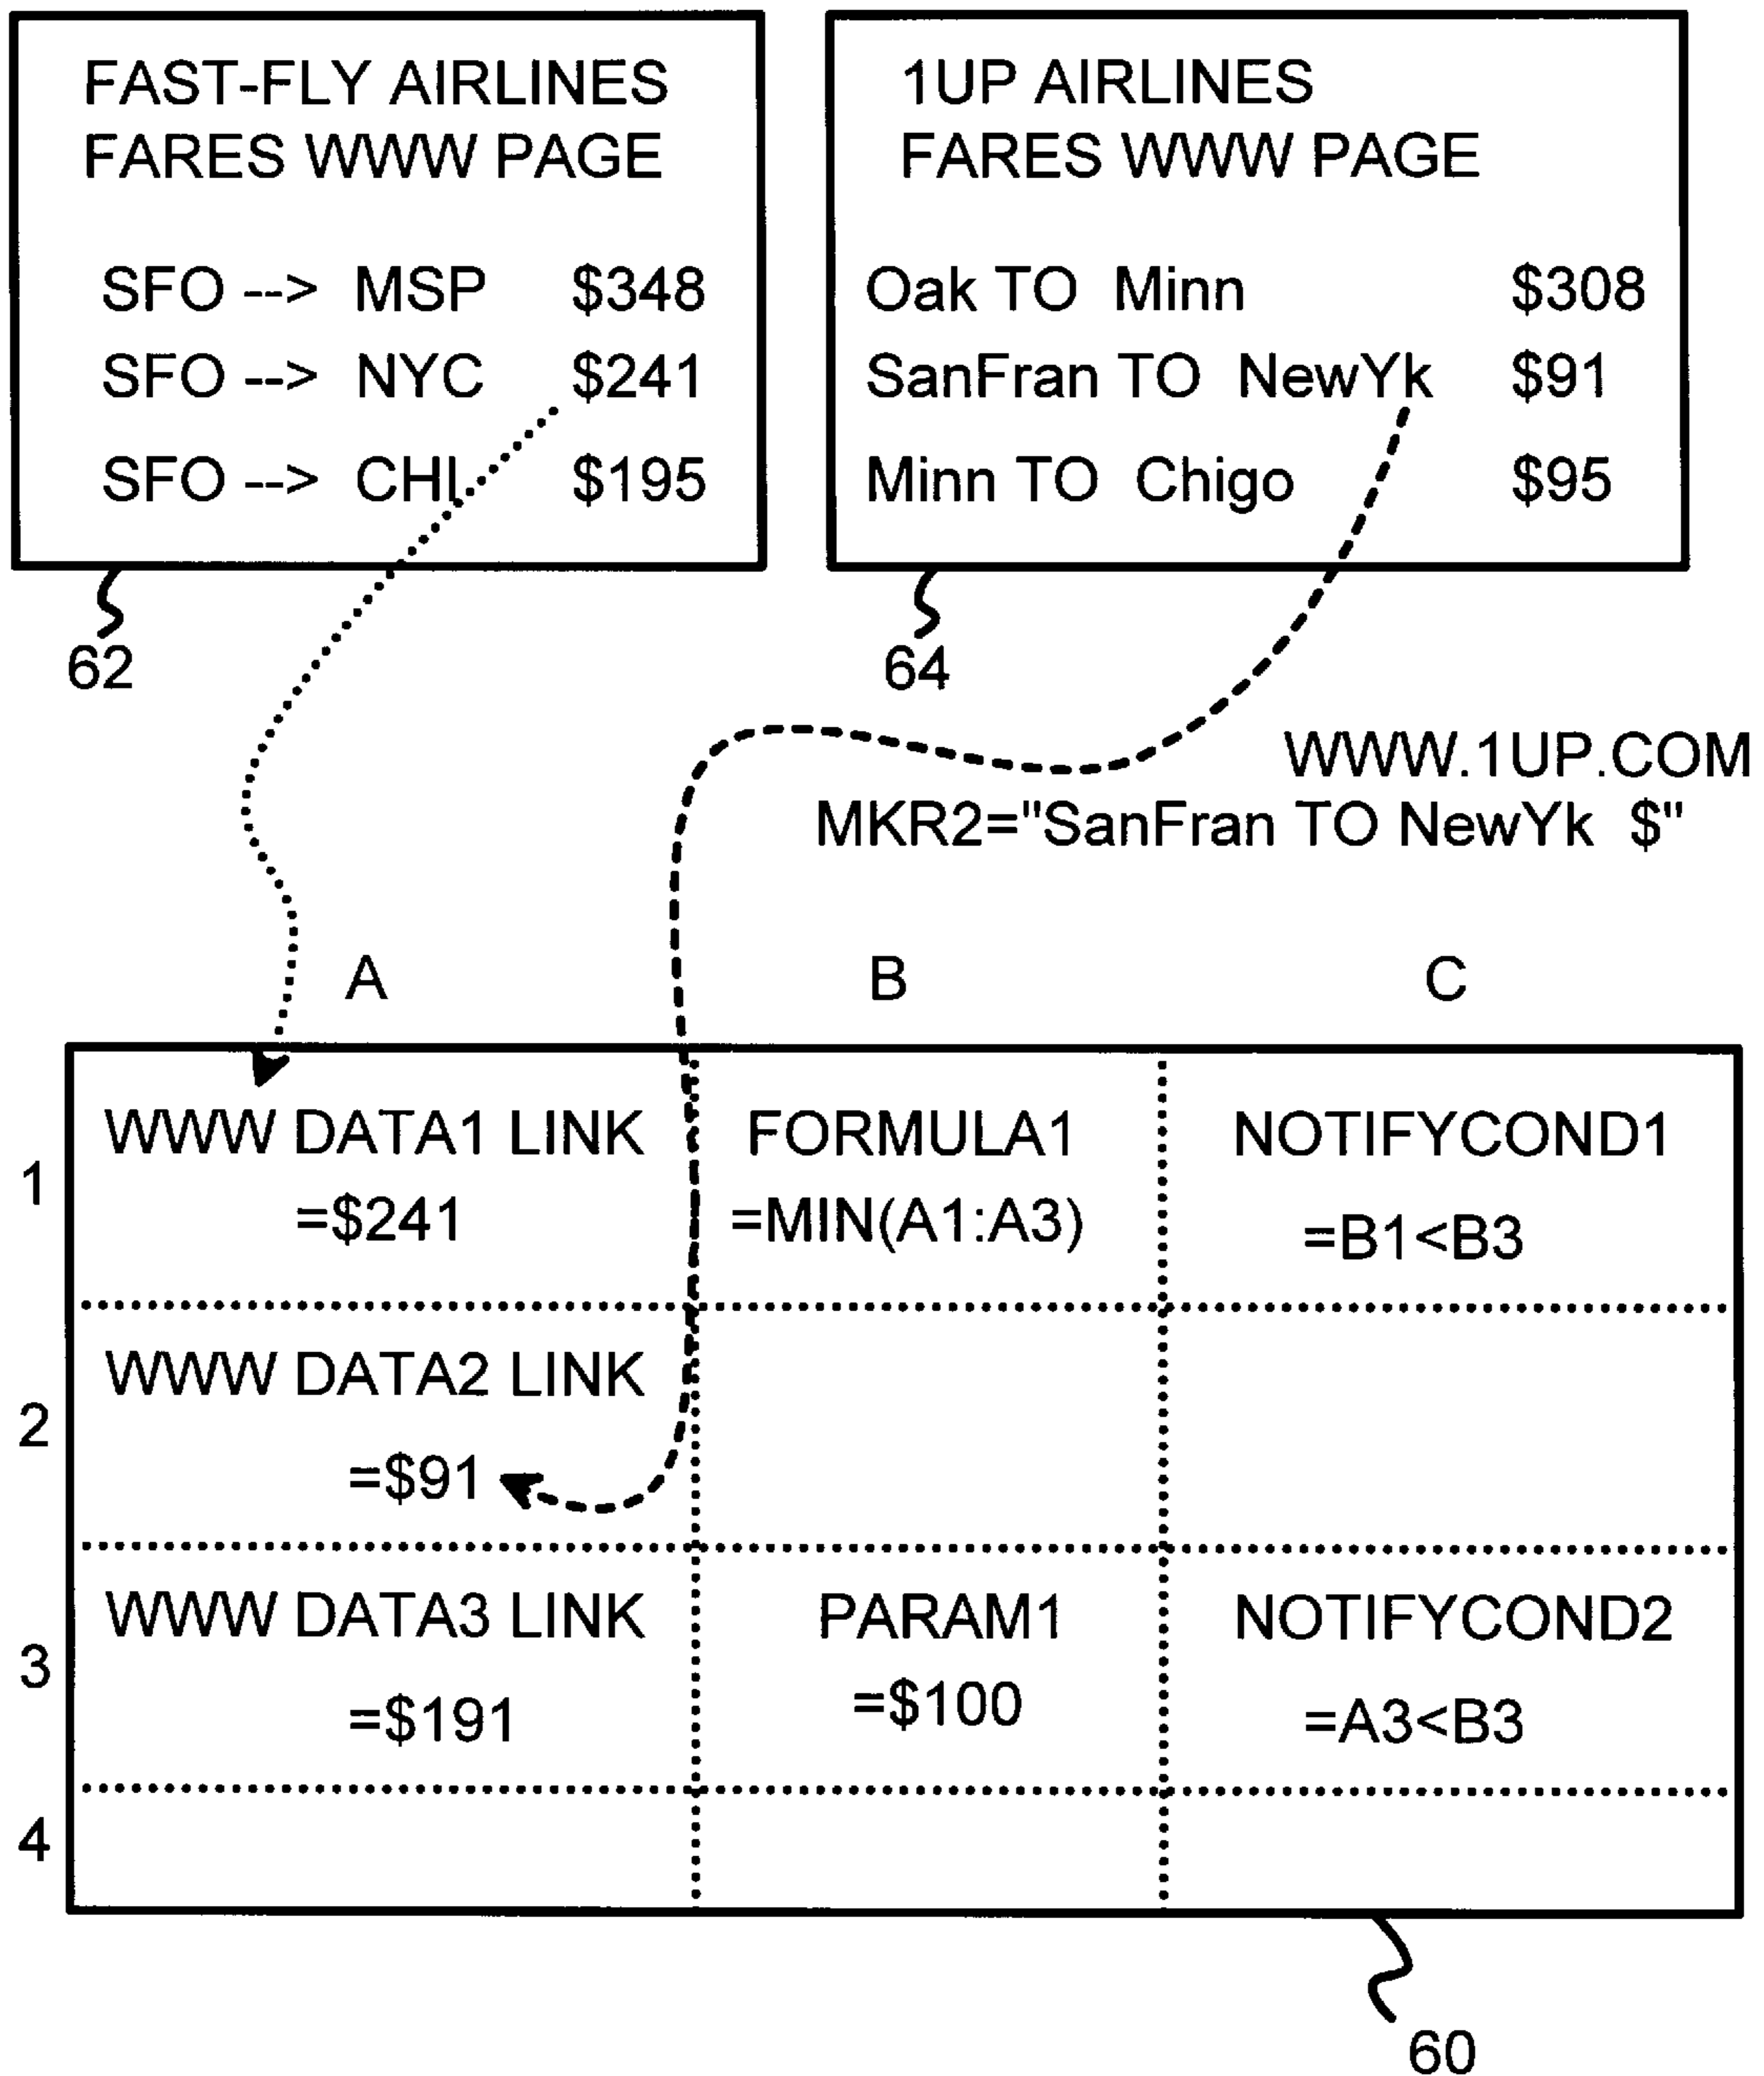 FAST-FLY AIRLINES
FARES WWW PAGE
SFO --> MSP $348
SFO --> NYC $241
SFO --> CHI $195
62
1UP AIRLINES
FARES WWW PAGE
Oak TO Minn $308
SanFran TO NewYk $91
Minn TO Chigo $95
64
WWW.1UP.COM
MKR2="SanFran TO NewYk $"
A B C
1
WWW DATA1 LINK
=$241
FORMULA1
=MIN(A1:A3)
NOTIFYCOND1
=B1<B3
2
WWW DATA2 LINK
=$91
3
WWW DATA3 LINK
=$191
PARAM1
=$100
NOTIFYCOND2
=A3<B3
4
60